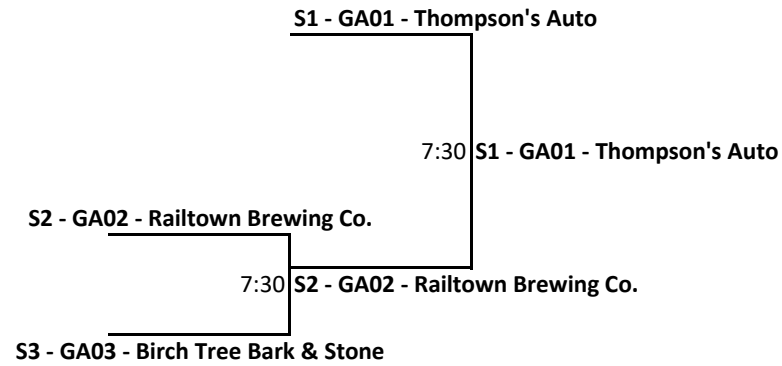 S1 - GA01 - Thompson's Auto
7:30 S1 - GA01 - Thompson's Auto
S2 - GA02 - Railtown Brewing Co.
7:30 S2 - GA02 - Railtown Brewing Co.
S3 - GA03 - Birch Tree Bark & Stone